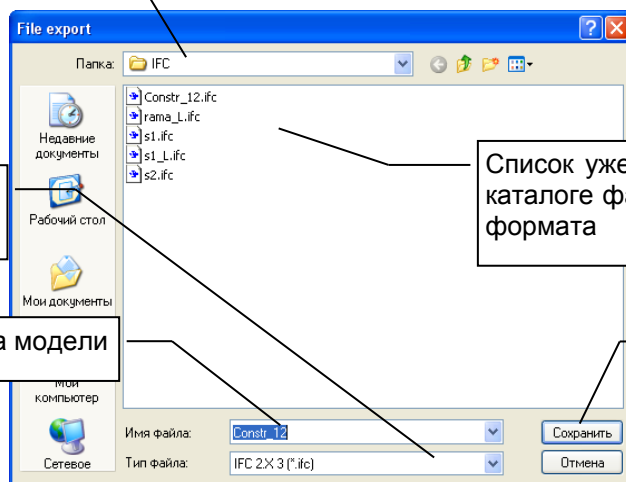 File export
Папка: IFC
Constr_12.ifc
rama_L.ifc
s1.ifc
s1_L.ifc
s2.ifc
Недавние
документы
Рабочий стол
Мои документы
компьютер
Сетевое
Список уже
каталоге
формата
модели
Имя файла: Constr_12 Сохранить
Тип файла: IFC 2.X 3 (*.ifc) Отмена